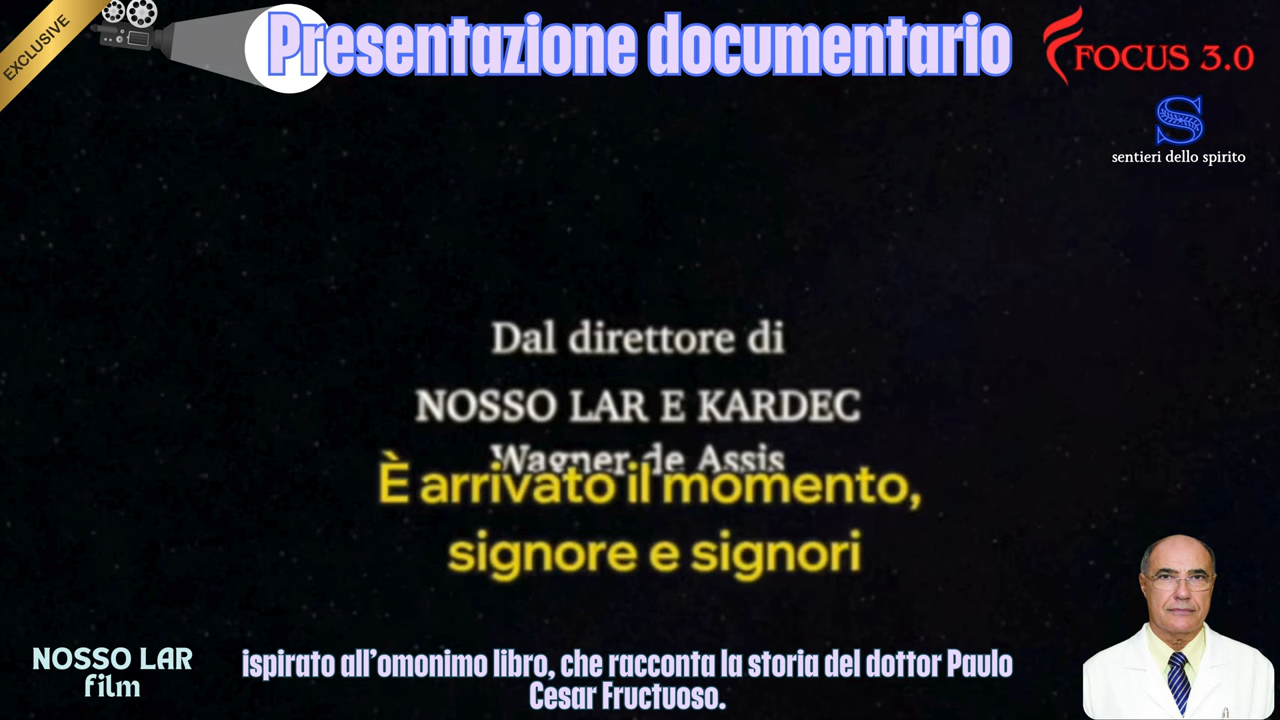 EXCLUSIVE
Presentazione documentario
FOCUS 3.0
S
sentieri dello spirito
Dal direttore di
NOSSO LAR E KARDEC
Wagner de Assis
È arrivato il momento,
signore e signori
NOSSO LAR
film
ispirato all'omonimo libro, che racconta la storia del dottor Paulo
Cesar Fructuoso.